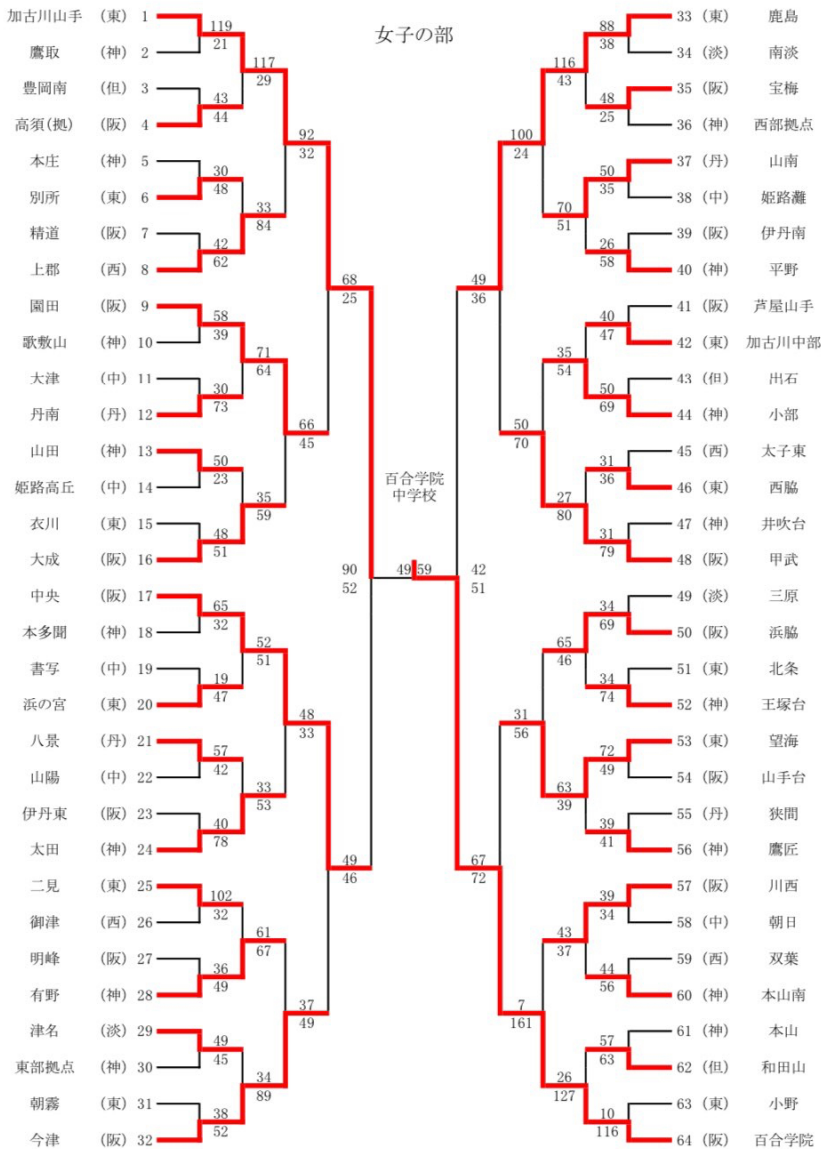 女子の部
加古川山手 (東) 1
鷹取 (神) 2
豊岡南 (但) 3
高須(拠) (阪) 4
本庄 (神) 5
別所 (東) 6
精道 (阪) 7
上郡 (西) 8
園田 (阪) 9
歌敷山 (神) 10
大津 (中) 11
丹南 (丹) 12
山田 (神) 13
姫路高丘 (中) 14
衣川 (東) 15
大成 (阪) 16
中央 (阪) 17
本多聞 (神) 18
書写 (中) 19
浜の宮 (東) 20
八景 (丹) 21
山陽 (中) 22
伊丹東 (阪) 23
太田 (神) 24
二見 (東) 25
御津 (西) 26
明峰 (阪) 27
有野 (神) 28
津名 (淡) 29
東部拠点 (神) 30
朝霧 (東) 31
今津 (阪) 32
119
21
43
44
30
48
42
62
58
39
30
73
50
23
48
51
65
32
19
47
57
42
40
78
102
32
36
49
49
45
38
52
117
29
33
84
71
64
35
59
52
51
33
53
61
67
34
89
92
32
66
45
48
33
37
49
68
25
49
46
90
52
百合学院
中学校
49 59
42
51
49
36
67
72
100
24
50
70
31
56
7
161
116
43
70
51
35
54
27
80
65
46
63
39
43
37
26
127
88
38
48
25
50
35
26
58
40
47
50
69
31
36
31
79
34
69
34
74
72
49
39
41
39
34
44
56
57
63
10
116
33 (東) 鹿島
34 (淡) 南淡
35 (阪) 宝梅
36 (神) 西部拠点
37 (丹) 山南
38 (中) 姫路灘
39 (阪) 伊丹南
40 (神) 平野
41 (阪) 芦屋山手
42 (東) 加古川中部
43 (但) 出石
44 (神) 小部
45 (西) 太子東
46 (東) 西脇
47 (神) 井吹台
48 (阪) 甲武
49 (淡) 三原
50 (阪) 浜脇
51 (東) 北条
52 (神) 王塚台
53 (東) 望海
54 (阪) 山手台
55 (丹) 狭間
56 (神) 鷹匠
57 (阪) 川西
58 (中) 朝日
59 (西) 双葉
60 (神) 本山南
61 (神) 本山
62 (但) 和田山
63 (東) 小野
64 (阪) 百合学院